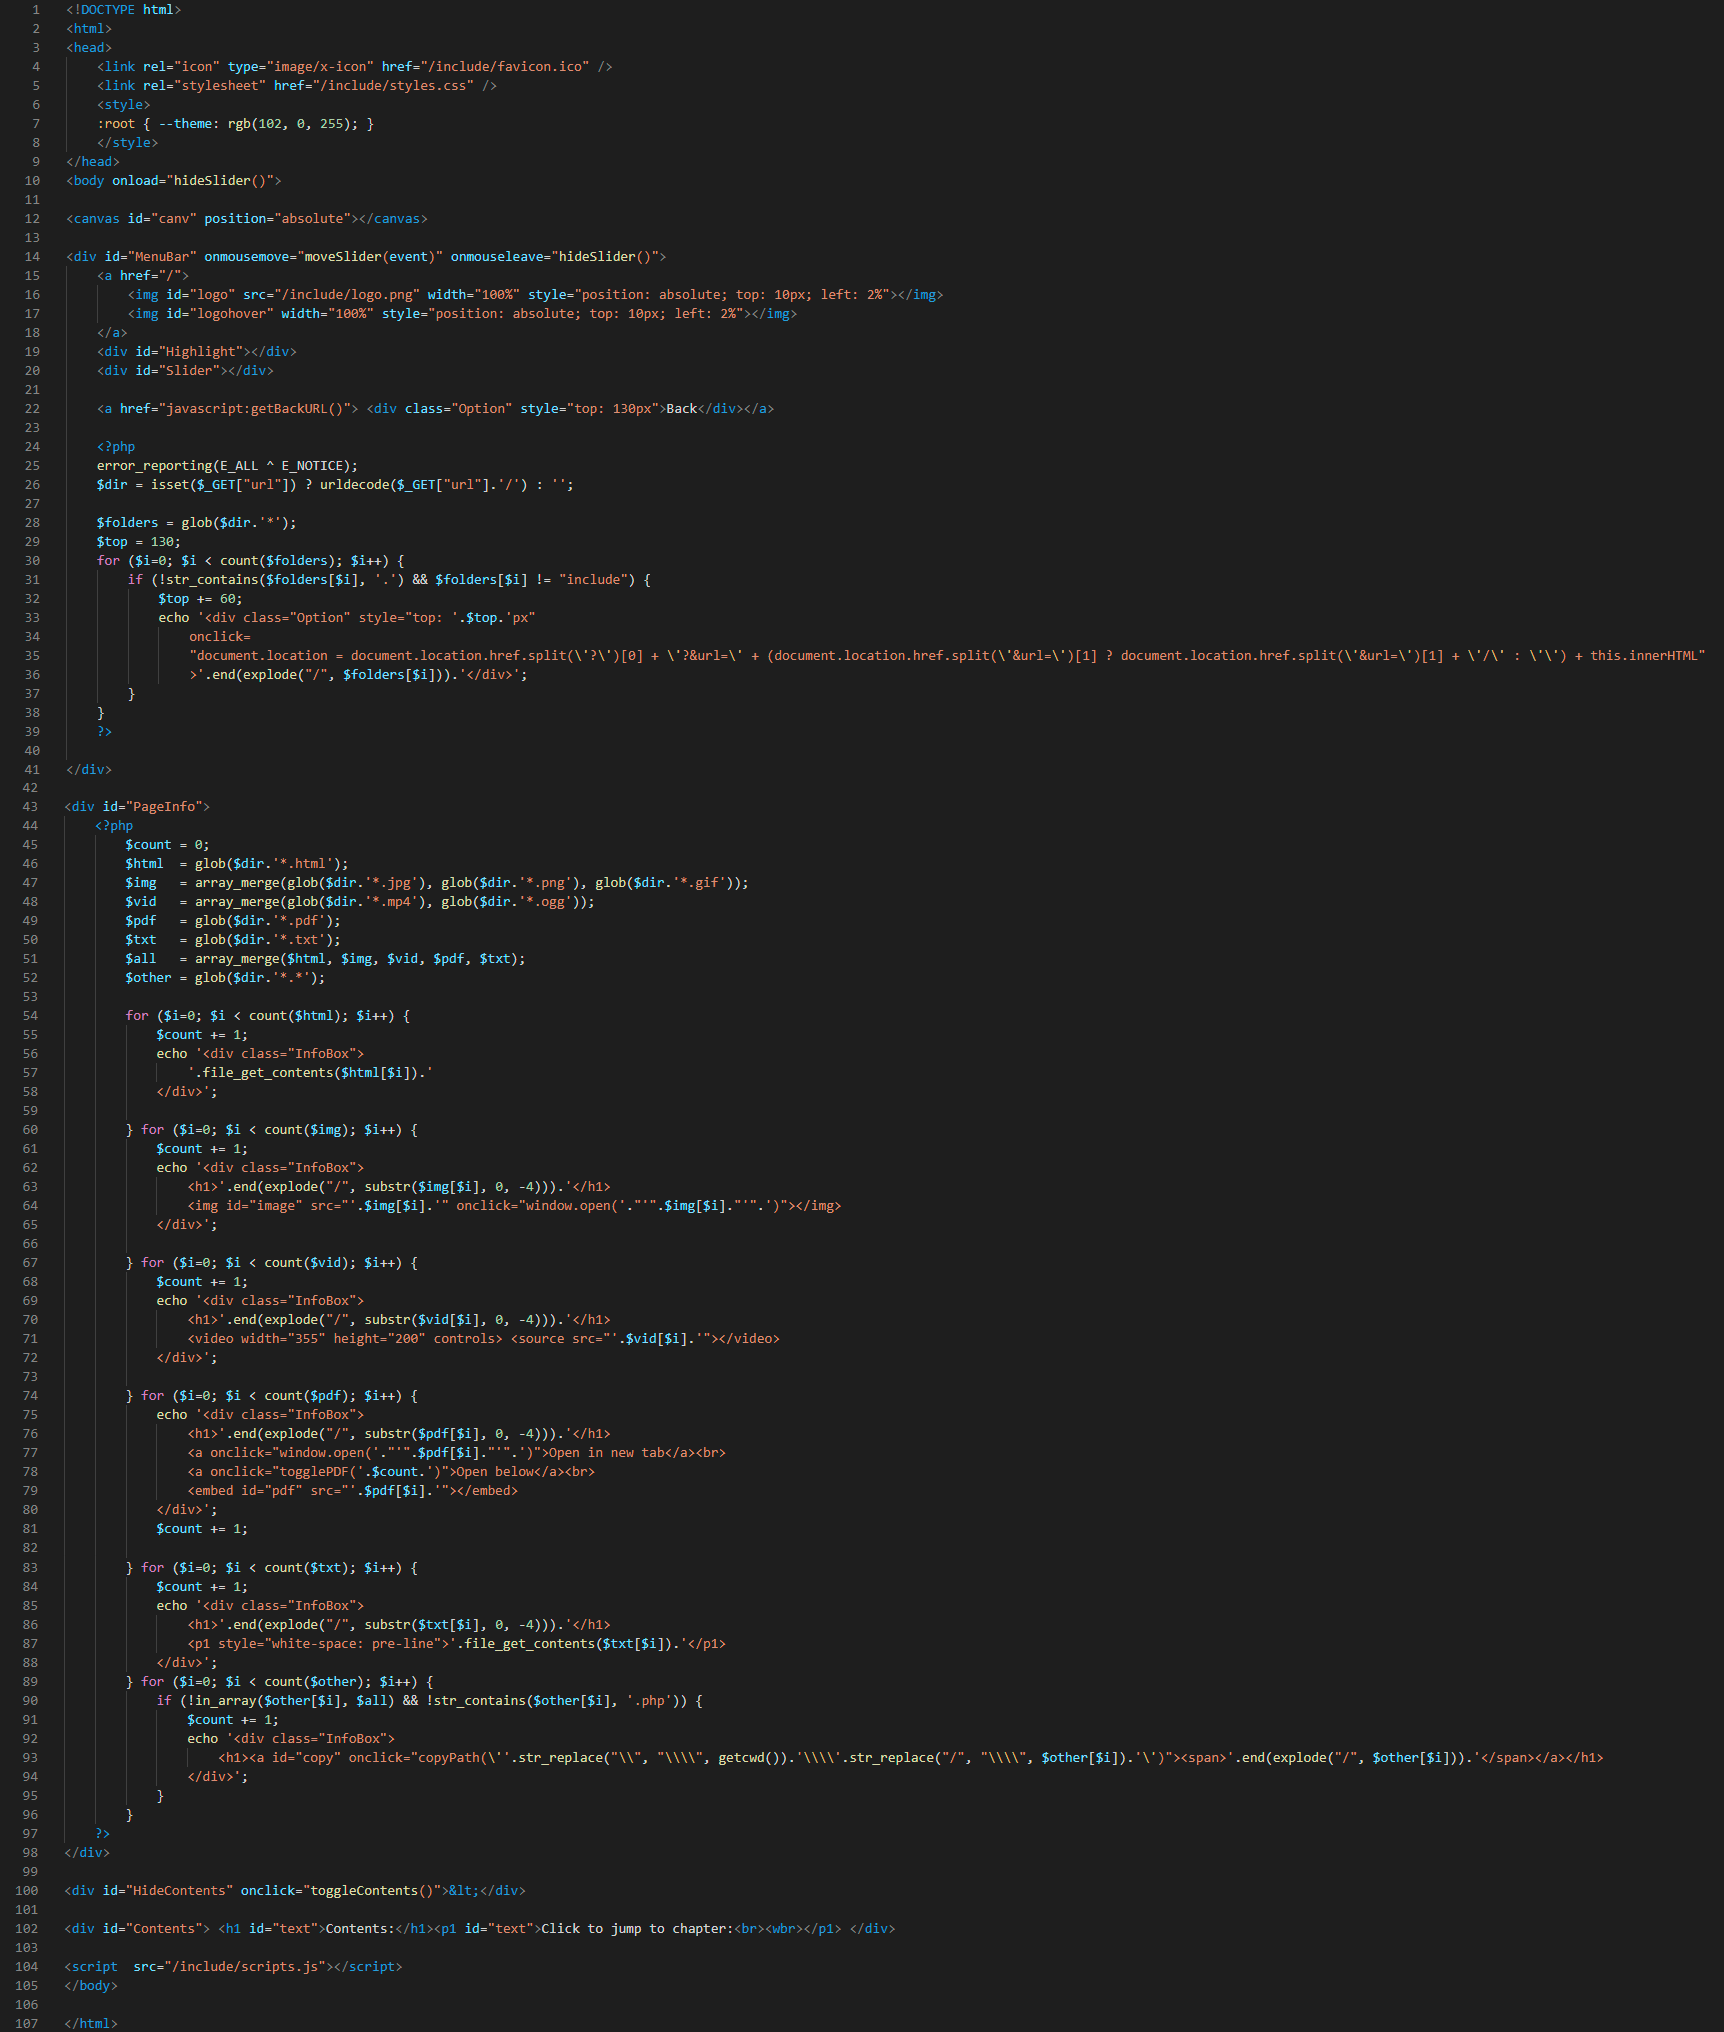 1 <!DOCTYPE html>
2 <html>
3 <head>
4     <link rel="icon" type="image/x-icon" href="/include/favicon.ico" />
5     <link rel="stylesheet" href="/include/styles.css" />
6     <style>
7     :root { --theme: rgb(102, 0, 255); }
8     </style>
9 </head>
10 <body onload="hideSlider()">
11
12 <canvas id="canv" position="absolute"></canvas>
13
14 <div id="MenuBar" onmousemove="moveSlider(event)" onmouseleave="hideSlider()">
15     <a href="/">
16         <img id="logo" src="/include/logo.png" width="100%" style="position: absolute; top: 10px; left: 2%"></img>
17         <img id="logohover" width="100%" style="position: absolute; top: 10px; left: 2%"></img>
18     </a>
19     <div id="Highlight"></div>
20     <div id="Slider"></div>
21
22     <a href="javascript:getBackURL()"> <div class="Option" style="top: 130px">Back</div></a>
23
24     <?php
25     error_reporting(E_ALL ^ E_NOTICE);
26     $dir = isset($_GET["url"]) ? urldecode($_GET["url"].'/') : '';
27
28     $folders = glob($dir.'*');
29     $top = 130;
30     for ($i=0; $i < count($folders); $i++) {
31         if (!str_contains($folders[$i], '.') && $folders[$i] != "include") {
32             $top += 60;
33             echo '<div class="Option" style="top: '.$top.'px"
34                 onclick=
35                 "document.location = document.location.href.split(\'?\')[0] + \'?&url=\' + (document.location.href.split(\'&url=\')[1] ? document.location.href.split(\'&url=\')[1] + \'/\' : \'\') + this.innerHTML"
36                 >'.end(explode("/", $folders[$i])).'</div>';
37         }
38     }
39     ?>
40
41 </div>
42
43 <div id="PageInfo">
44     <?php
45         $count = 0;
46         $html  = glob($dir.'*.html');
47         $img   = array_merge(glob($dir.'*.jpg'), glob($dir.'*.png'), glob($dir.'*.gif'));
48         $vid   = array_merge(glob($dir.'*.mp4'), glob($dir.'*.ogg'));
49         $pdf   = glob($dir.'*.pdf');
50         $txt   = glob($dir.'*.txt');
51         $all   = array_merge($html, $img, $vid, $pdf, $txt);
52         $other = glob($dir.'*.*');
53
54         for ($i=0; $i < count($html); $i++) {
55             $count += 1;
56             echo '<div class="InfoBox">
57                 '.file_get_contents($html[$i]).'
58             </div>';
59
60         } for ($i=0; $i < count($img); $i++) {
61             $count += 1;
62             echo '<div class="InfoBox">
63                 <h1>'.end(explode("/", substr($img[$i], 0, -4))).'</h1>
64                 <img id="image" src="'.$img[$i].'" onclick="window.open('."'".$img[$i]."'".')"></img>
65             </div>';
66
67         } for ($i=0; $i < count($vid); $i++) {
68             $count += 1;
69             echo '<div class="InfoBox">
70                 <h1>'.end(explode("/", substr($vid[$i], 0, -4))).'</h1>
71                 <video width="355" height="200" controls> <source src="'.$vid[$i].'"></video>
72             </div>';
73
74         } for ($i=0; $i < count($pdf); $i++) {
75             echo '<div class="InfoBox">
76                 <h1>'.end(explode("/", substr($pdf[$i], 0, -4))).'</h1>
77                 <a onclick="window.open('."'".$pdf[$i]."'".')">Open in new tab</a><br>
78                 <a onclick="togglePDF('.$count.')">Open below</a><br>
79                 <embed id="pdf" src="'.$pdf[$i].'"></embed>
80             </div>';
81             $count += 1;
82
83         } for ($i=0; $i < count($txt); $i++) {
84             $count += 1;
85             echo '<div class="InfoBox">
86                 <h1>'.end(explode("/", substr($txt[$i], 0, -4))).'</h1>
87                 <p1 style="white-space: pre-line">'.file_get_contents($txt[$i]).'</p1>
88             </div>';
89         } for ($i=0; $i < count($other); $i++) {
90             if (!in_array($other[$i], $all) && !str_contains($other[$i], '.php')) {
91                 $count += 1;
92                 echo '<div class="InfoBox">
93                     <h1><a id="copy" onclick="copyPath(\''.str_replace("\\", "\\\\", getcwd()).'\\\\'.str_replace("/", "\\\\", $other[$i]).'\')"><span>'.end(explode("/", $other[$i])).'</span></a></h1>
94                 </div>';
95             }
96         }
97     ?>
98 </div>
99
100 <div id="HideContents" onclick="toggleContents()">&lt;</div>
101
102 <div id="Contents"> <h1 id="text">Contents:</h1><p1 id="text">Click to jump to chapter:<br><wbr></p1> </div>
103
104 <script  src="/include/scripts.js"></script>
105 </body>
106
107 </html>